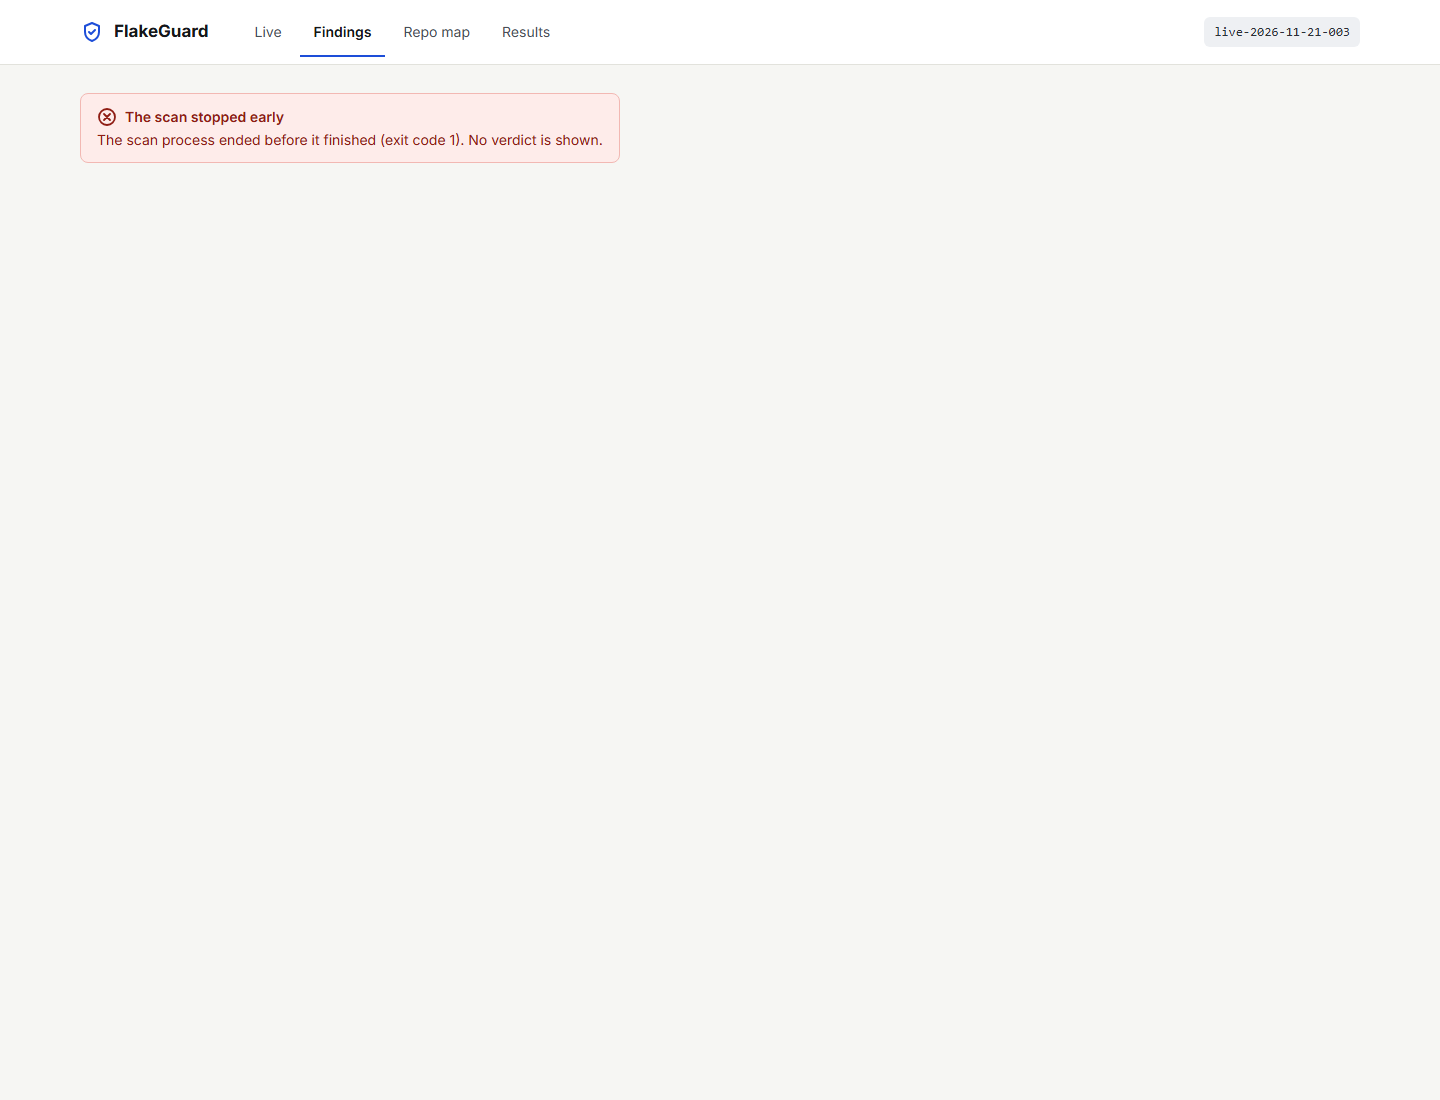 FlakeGuard Live Findings Repo map Results live-2026-11-21-003
The scan stopped early
The scan process ended before it finished (exit code 1). No verdict is shown.